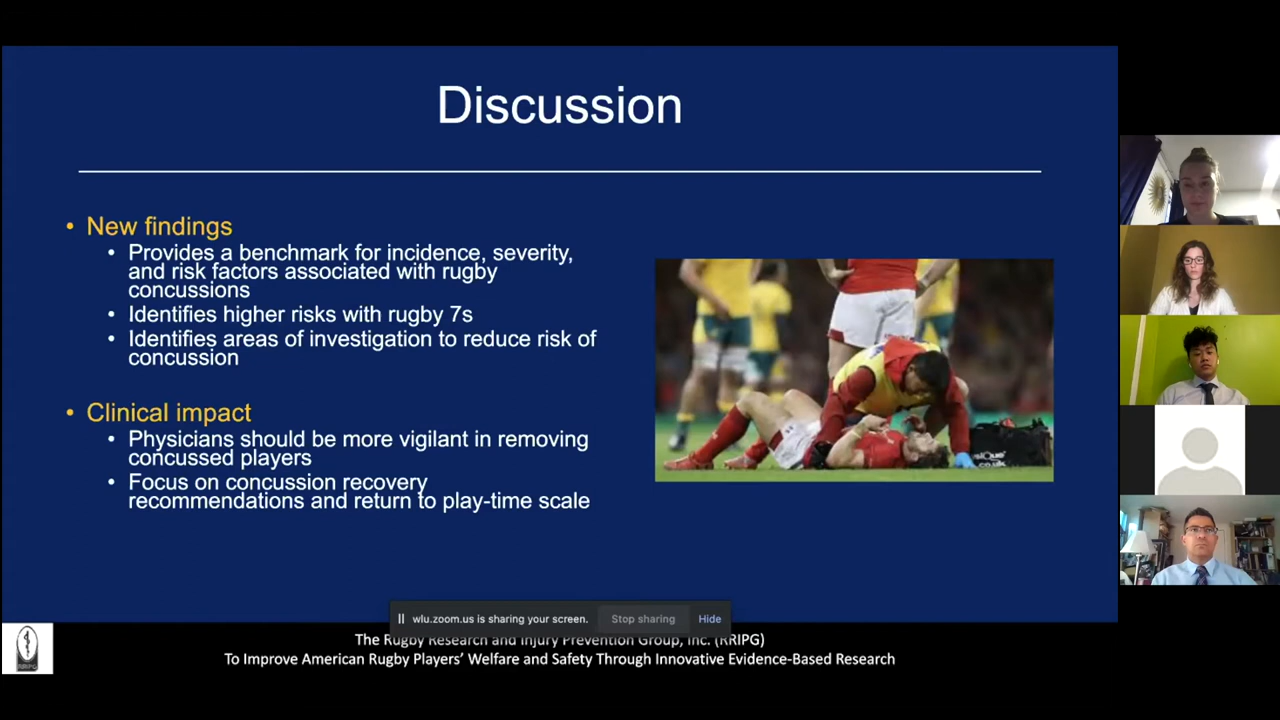 Discussion
• New findings
• Provides a benchmark for incidence, severity,
and risk factors associated with rugby
concussions
• Identifies higher risks with rugby 7s
• Identifies areas of investigation to reduce risk of
concussion
• Clinical impact
• Physicians should be more vigilant in removing
concussed players
• Focus on concussion recovery
recommendations and return to play-time scale
wlu.zoom.us is sharing your screen. Stop sharing Hide
The Rugby Research and Injury Prevention Group, Inc. (RRIPG)
To Improve American Rugby Players' Welfare and Safety Through Innovative Evidence-Based Research
RRIPG